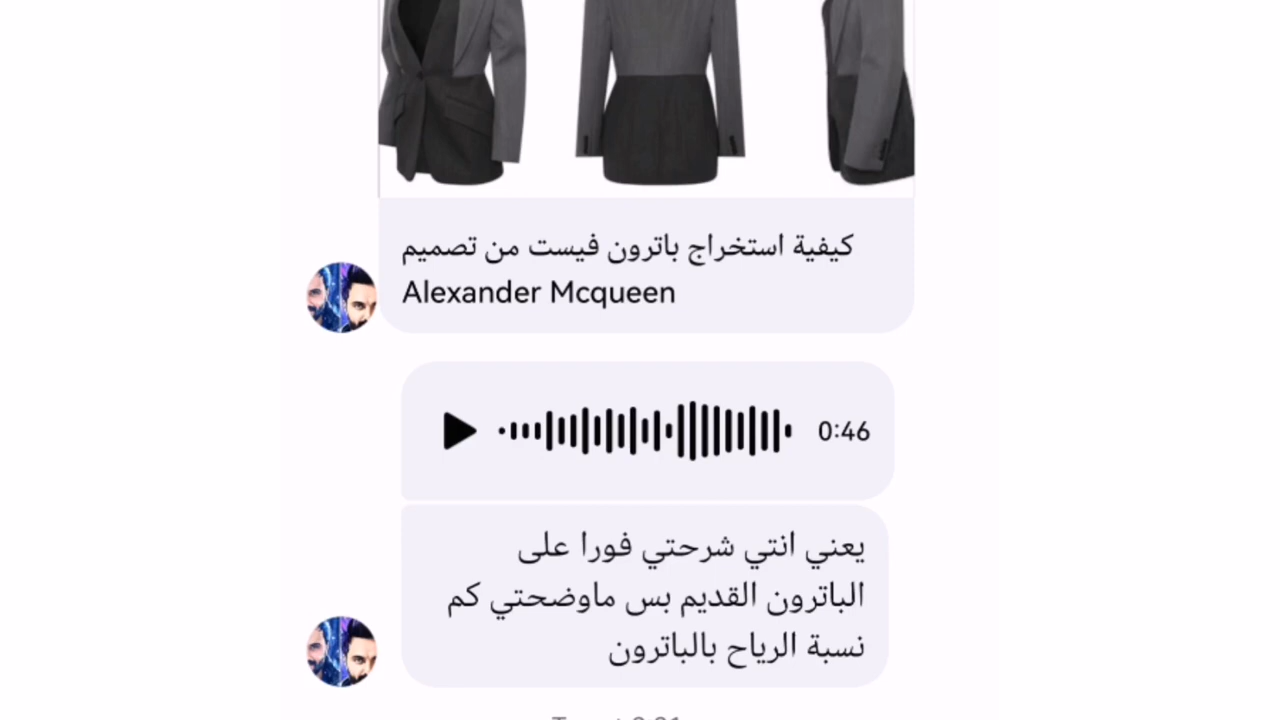 كيفية استخراج باترون فيست من تصميم
Alexander Mcqueen
0:46
يعني انتي شرحتي فورا على
الباترون القديم بس ماوضحتي كم
نسبة الرياح بالباترون